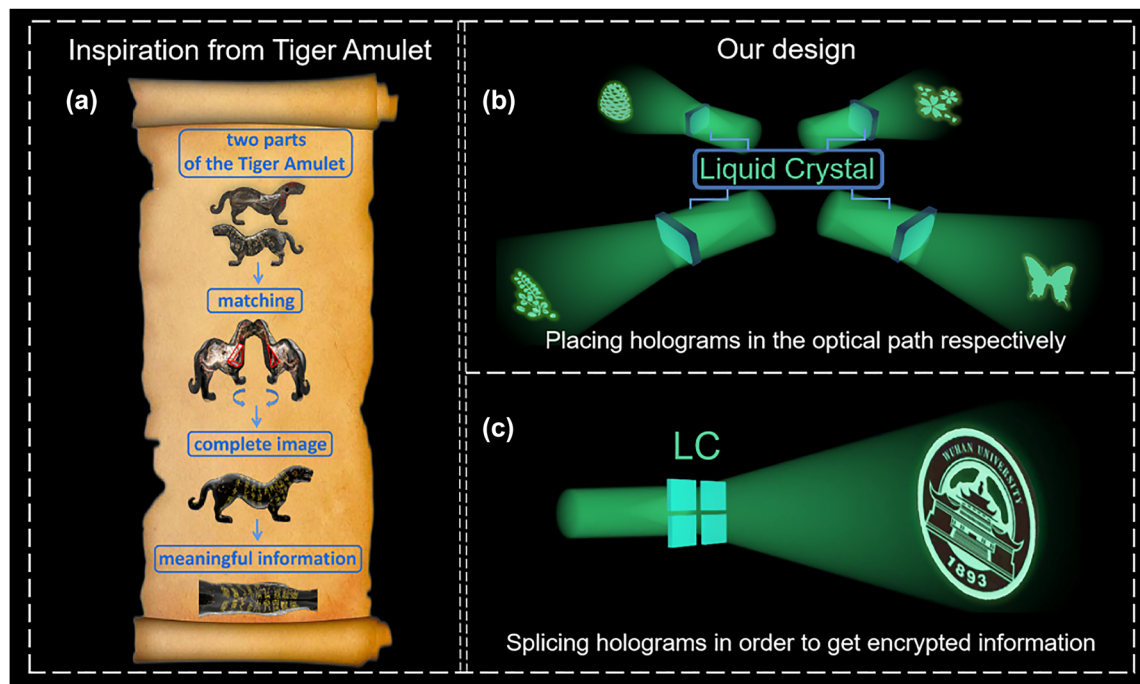 Inspiration from Tiger Amulet
(a)
two parts
of the Tiger Amulet
matching
complete image
meaningful information
Our design
(b)
Liquid Crystal
Placing holograms in the optical path respectively
(c)
LC
WUHAN UNIVERSITY
1893
Splicing holograms in order to get encrypted information